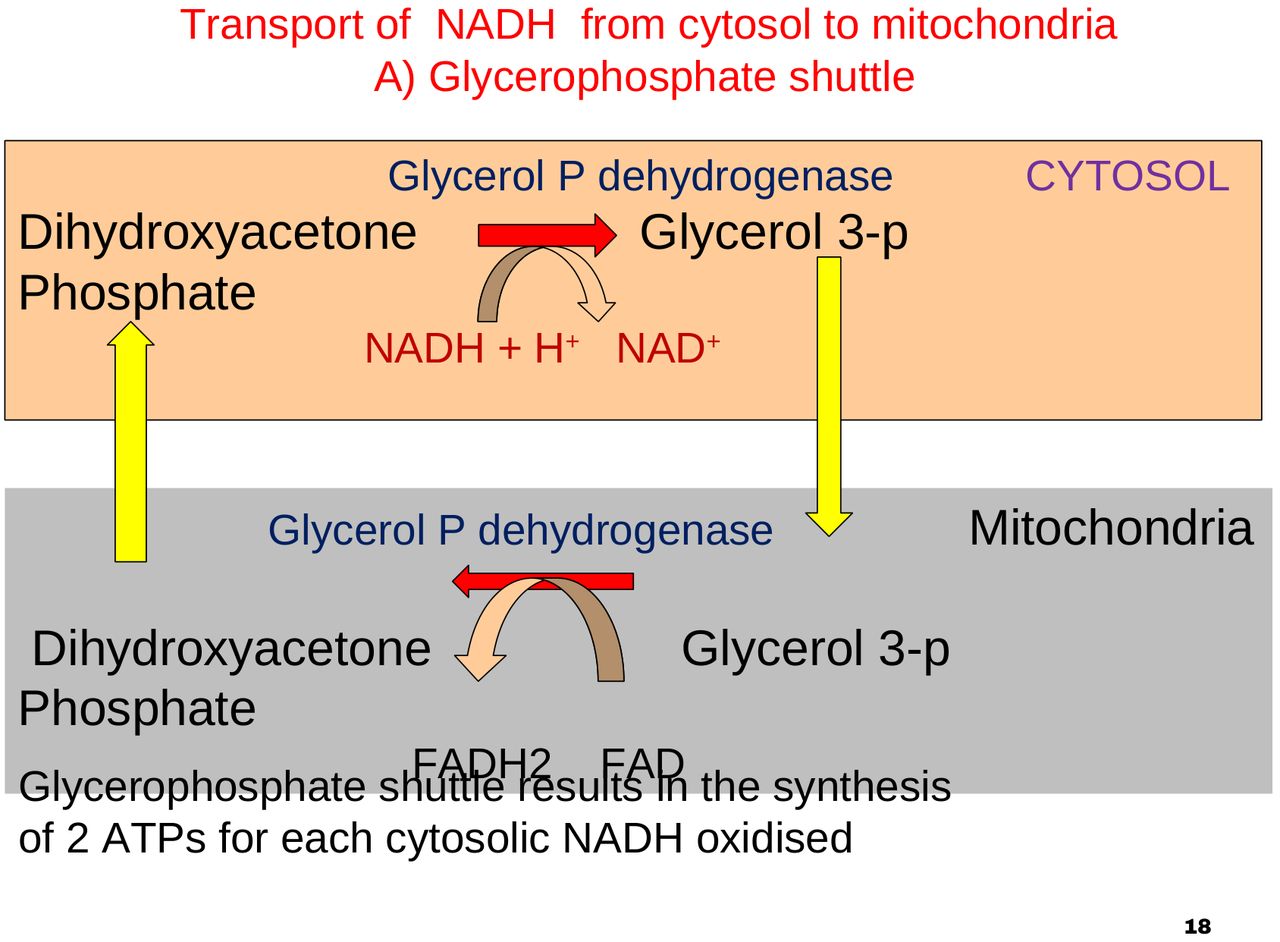 Transport of NADH from cytosol to mitochondria
A) Glycerophosphate shuttle
Glycerol P dehydrogenase
CYTOSOL
Dihydroxyacetone
Phosphate
Glycerol 3-p
NADH + H⁺ NAD⁺
Glycerol P dehydrogenase
Mitochondria
Dihydroxyacetone
Phosphate
Glycerol 3-p
FADH2 FAD
Glycerophosphate shuttle results in the synthesis
of 2 ATPs for each cytosolic NADH oxidised
18